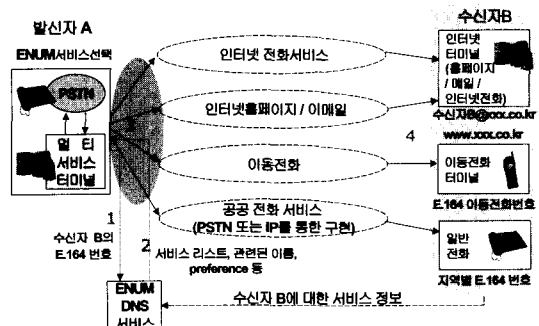 발신자 A
ENUM서비스선택
PSTN
멀 티
서비스
터미널
3
인터넷 전화서비스
인터넷홈페이지 / 이메일
이동전화
공공 전화 서비스
(PSTN 또는 IP를 통한 구현)
4
수신자B
인터넷
터미널
(홈페이지
/ 메일 /
인터넷전화)
수신자B@xxx.co.kr
www.xxx.co.kr
이동전화
터미널
E.164 이동전화번호
일반
전화
지역별 E.164 번호
1
수신자 B의
E.164 번호
2
서비스 리스트, 관련된 이름,
preference 등
ENUM
DNS
서비스
수신자 B에 대한 서비스 정보